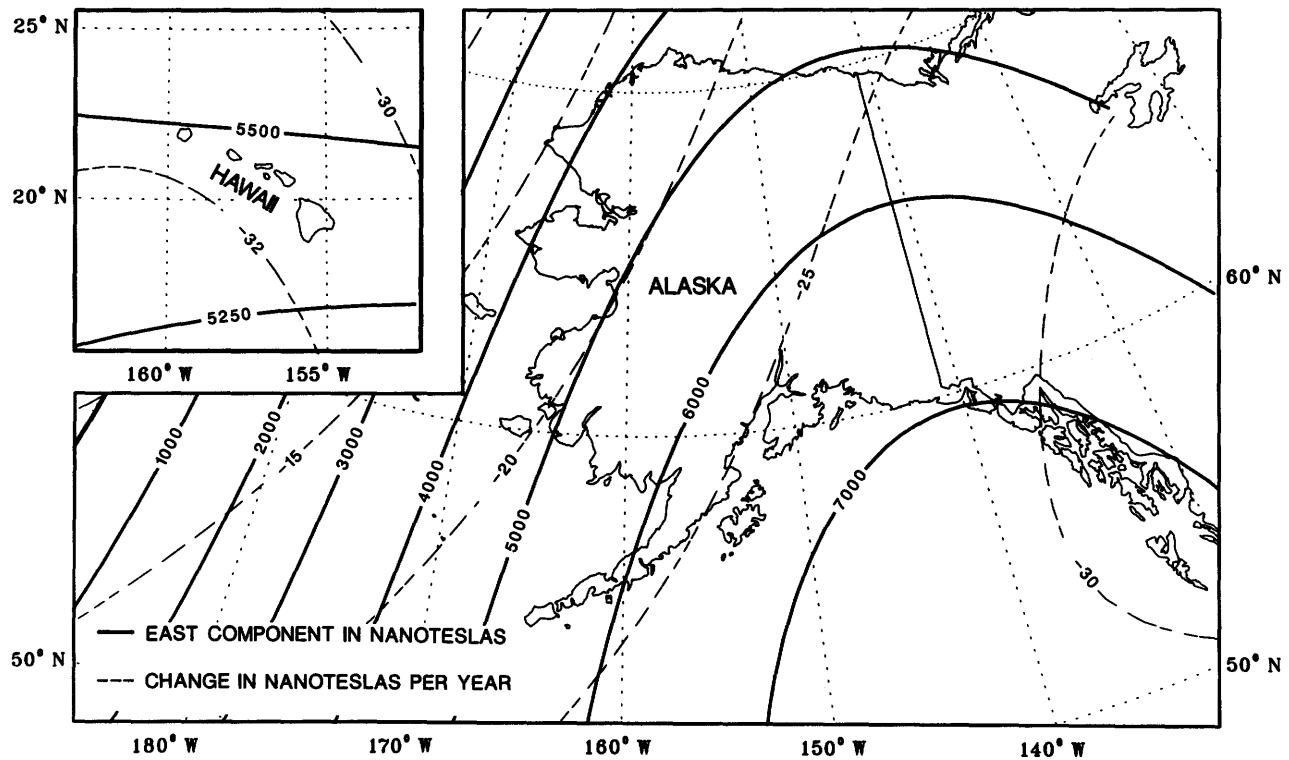 25° N
20° N
-30
5500
HAWAII
-32
5250
160° W
155° W
ALASKA
-25
60° N
6000
1000
2000
-15
3000
4000
-20
5000
7000
-30
EAST COMPONENT IN NANOTESLAS
CHANGE IN NANOTESLAS PER YEAR
50° N
50° N
180° W
170° W
160° W
150° W
140° W